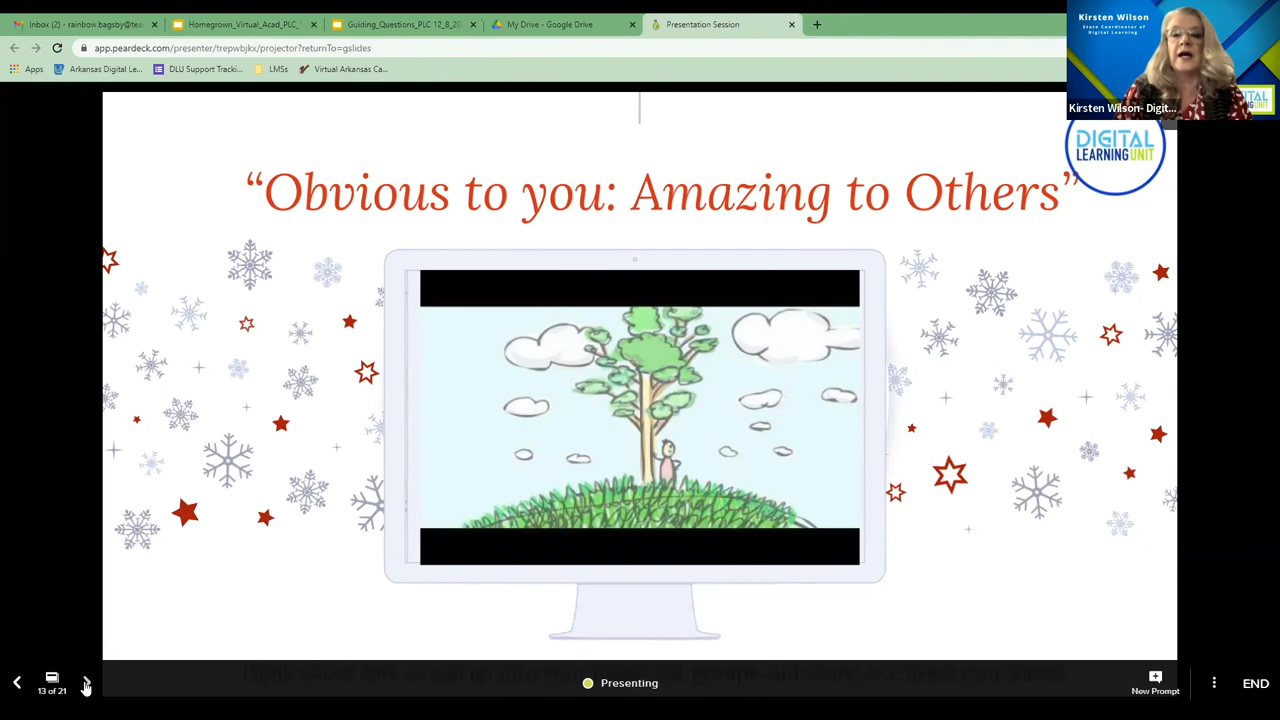 Inbox (2) - rainbow.bagsby@tea
Homegrown_Virtual_Acad_PLC_
Guiding_Questions_PLC 12_8_20
My Drive - Google Drive
Presentation Session
app.peardeck.com/presenter/trepwbjkx/projector?returnTo=gslides
Apps
Arkansas Digital Le...
DLU Support Tracki...
LMSs
Virtual Arkansas Ca...
Kirsten Wilson
State Coordinator of
Digital Learning
Kirsten Wilson- Digit...
DIGITAL
LEARNING UNIT
“Obvious to you: Amazing to Others”
13 of 21
Presenting
New Prompt
END